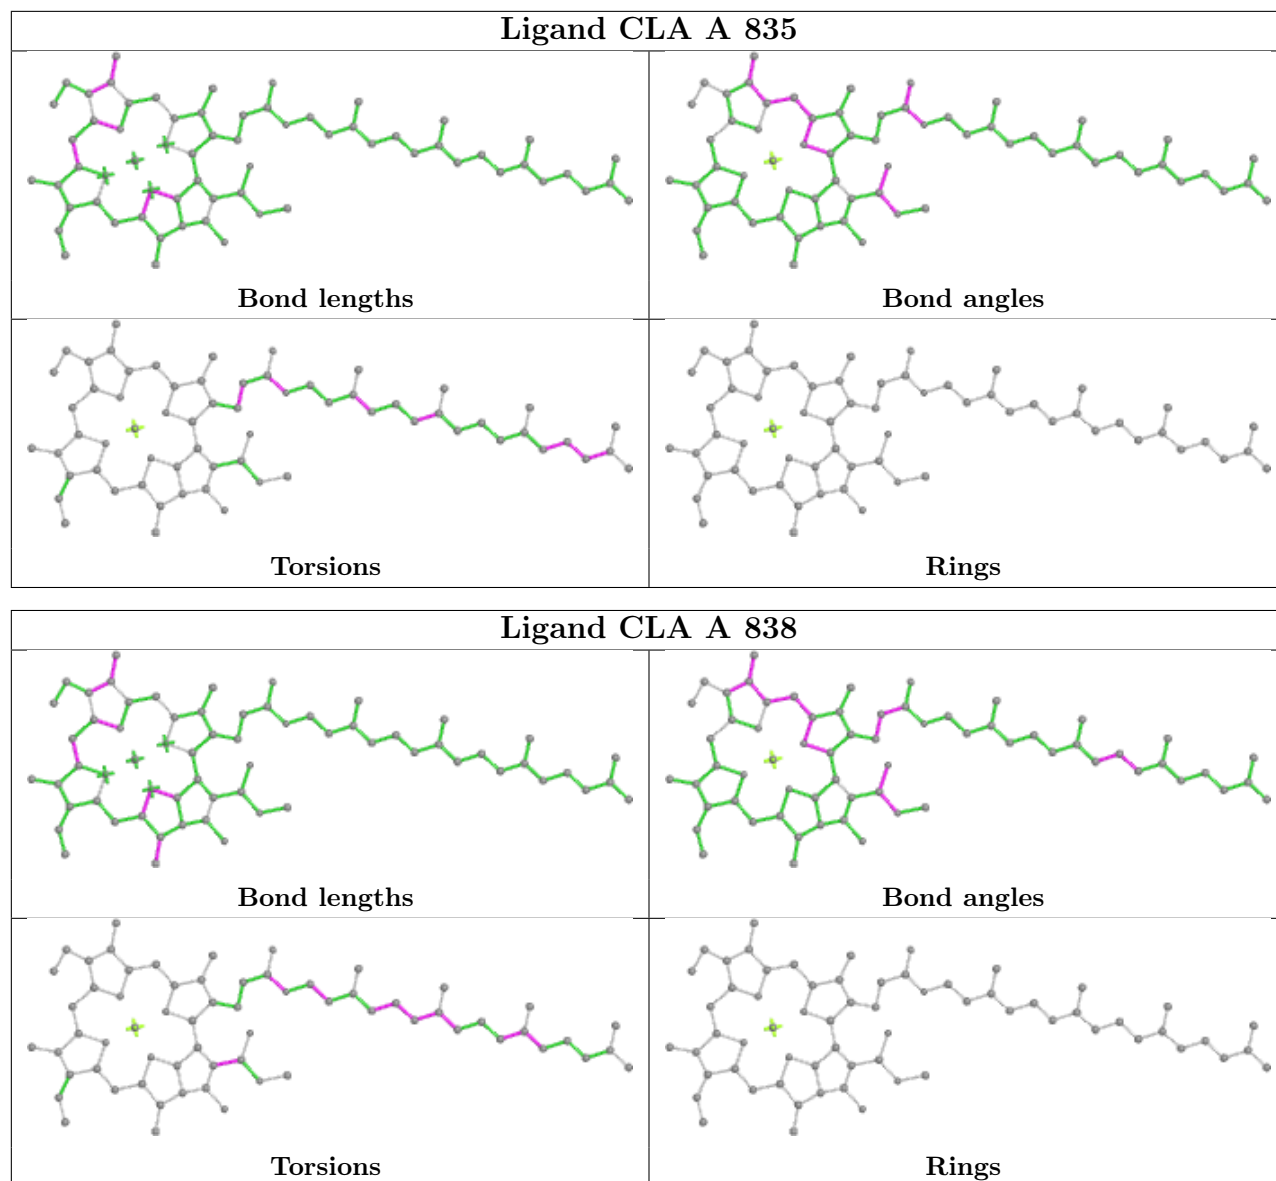 Ligand CLA A 835
Bond lengths
Bond angles
Torsions
Rings
Ligand CLA A 838
Bond lengths
Bond angles
Torsions
Rings